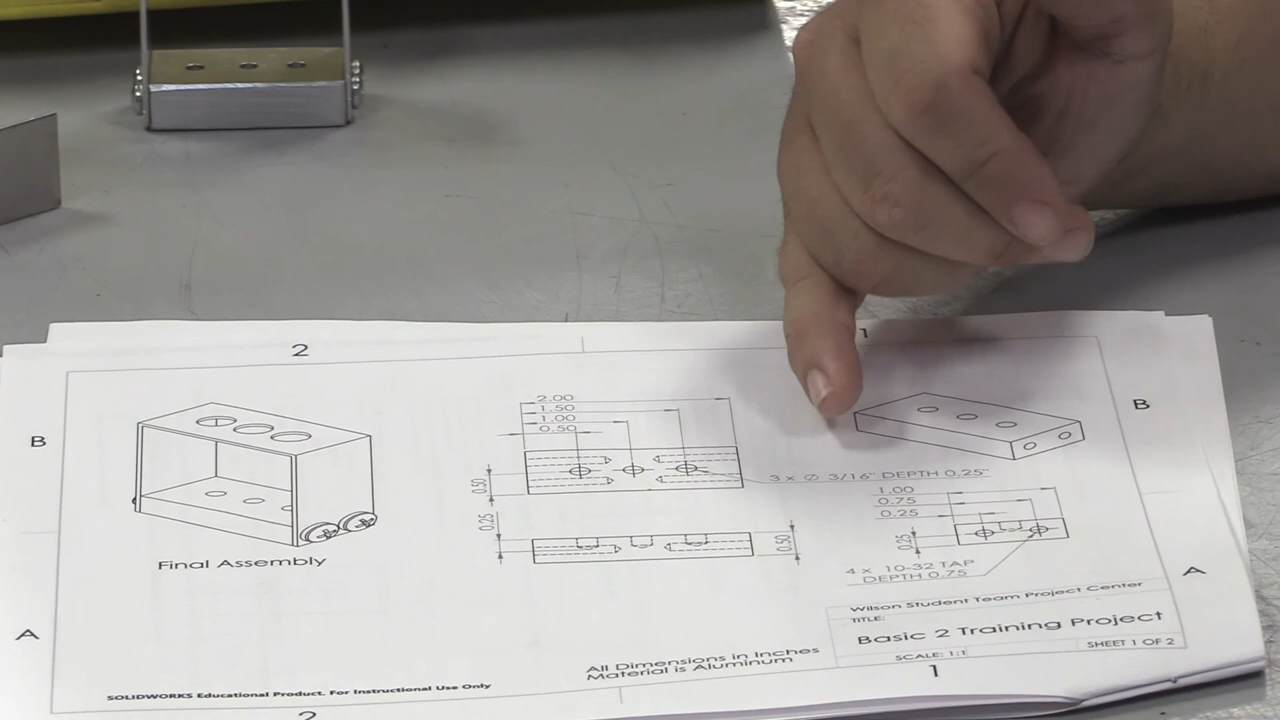 2
1
B
B
2.00
1.50
1.00
0.50
0.50
3 x Ø 3/16" DEPTH 0.25"
1.00
0.75
0.25
0.25
0.50
0.25
4 x 10-32 TAP
DEPTH 0.75
Final Assembly
A
A
Wilson Student Team Project Center
TITLE:
Basic 2 Training Project
SCALE: 1:1
SHEET 1 OF 2
All Dimensions in Inches
Material is Aluminum
SOLIDWORKS Educational Product. For Instructional Use Only
1
2